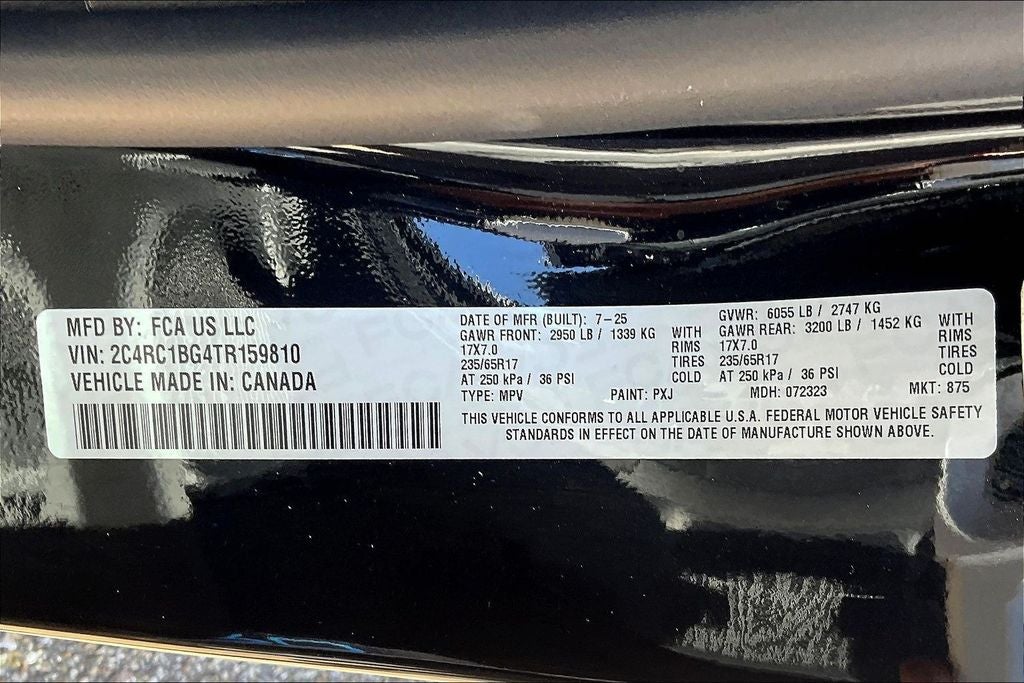 MFD BY: FCA US LLC
VIN: 2C4RC1BG4TR159810
VEHICLE MADE IN: CANADA
DATE OF MFR (BUILT): 7-25
GAWR FRONT: 2950 LB / 1339 KG WITH
17X7.0 RIMS
235/65R17 TIRES
AT 250 kPa / 36 PSI COLD
GVWR: 6055 LB / 2747 KG
GAWR REAR: 3200 LB / 1452 KG WITH
17X7.0 RIMS
235/65R17 TIRES
AT 250 kPa / 36 PSI COLD
TYPE: MPV PAINT: PXJ MDH: 072323 MKT: 875
THIS VEHICLE CONFORMS TO ALL APPLICABLE U.S.A. FEDERAL MOTOR VEHICLE SAFETY
STANDARDS IN EFFECT ON THE DATE OF MANUFACTURE SHOWN ABOVE.